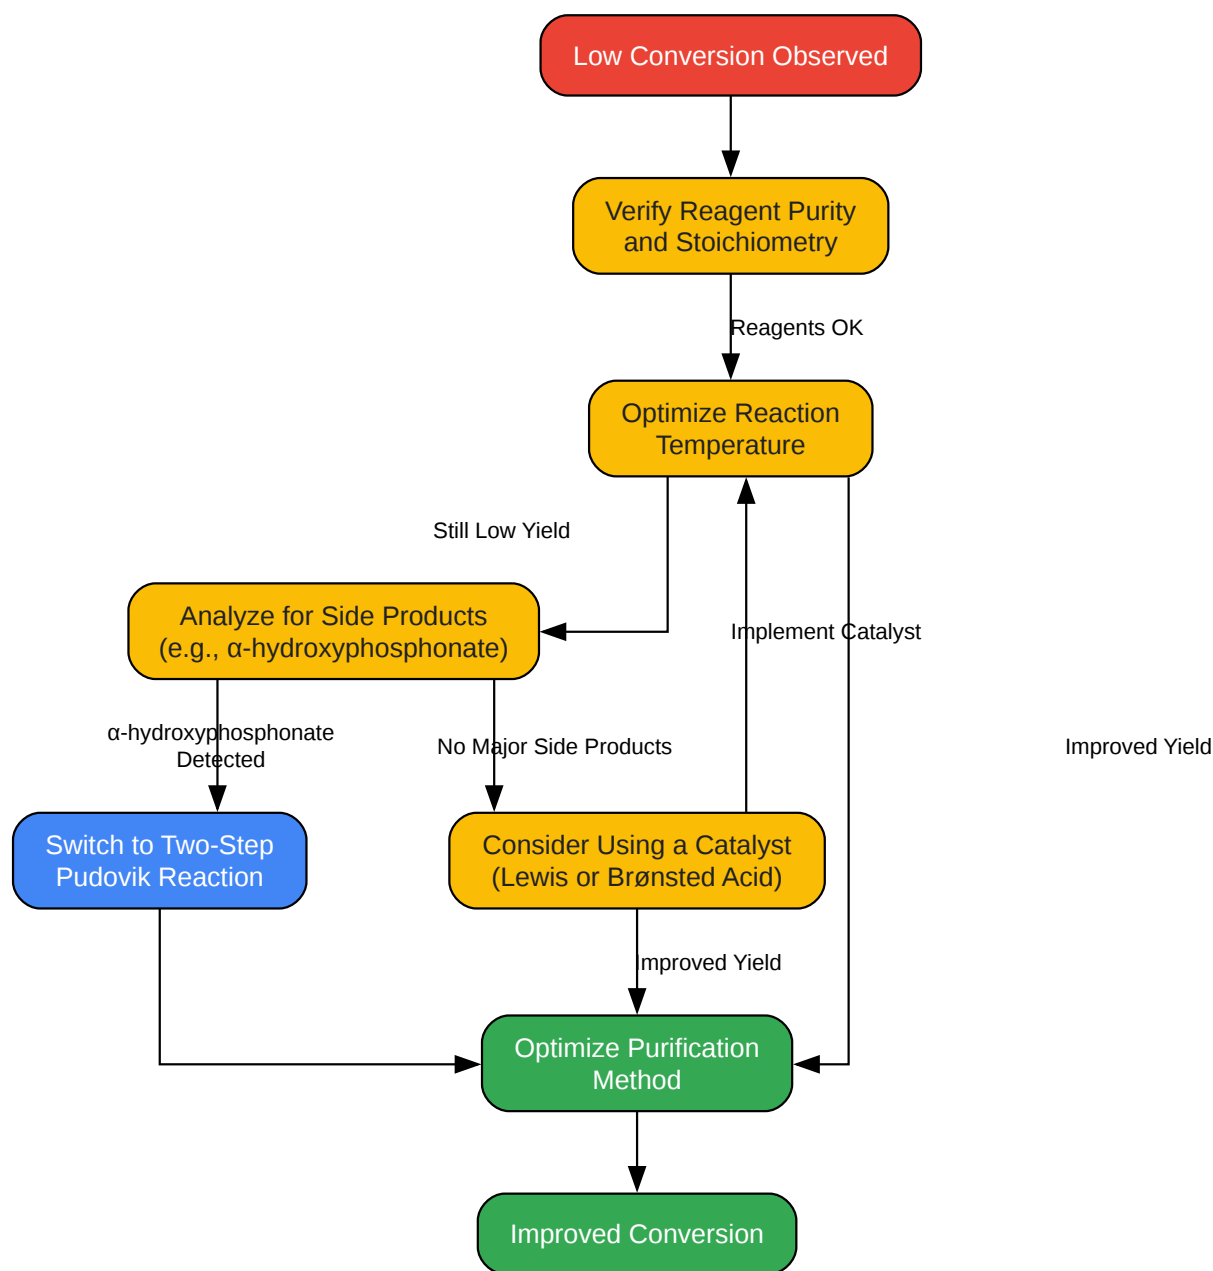 Low Conversion Observed
Verify Reagent Purity
and Stoichiometry
Reagents OK
Optimize Reaction
Temperature
Still Low Yield
Analyze for Side Products
(e.g., α-hydroxyphosphonate)
Implement Catalyst
α-hydroxyphosphonate
Detected
No Major Side Products
Improved Yield
Switch to Two-Step
Pudovik Reaction
Consider Using a Catalyst
(Lewis or Brønsted Acid)
Improved Yield
Optimize Purification
Method
Improved Conversion